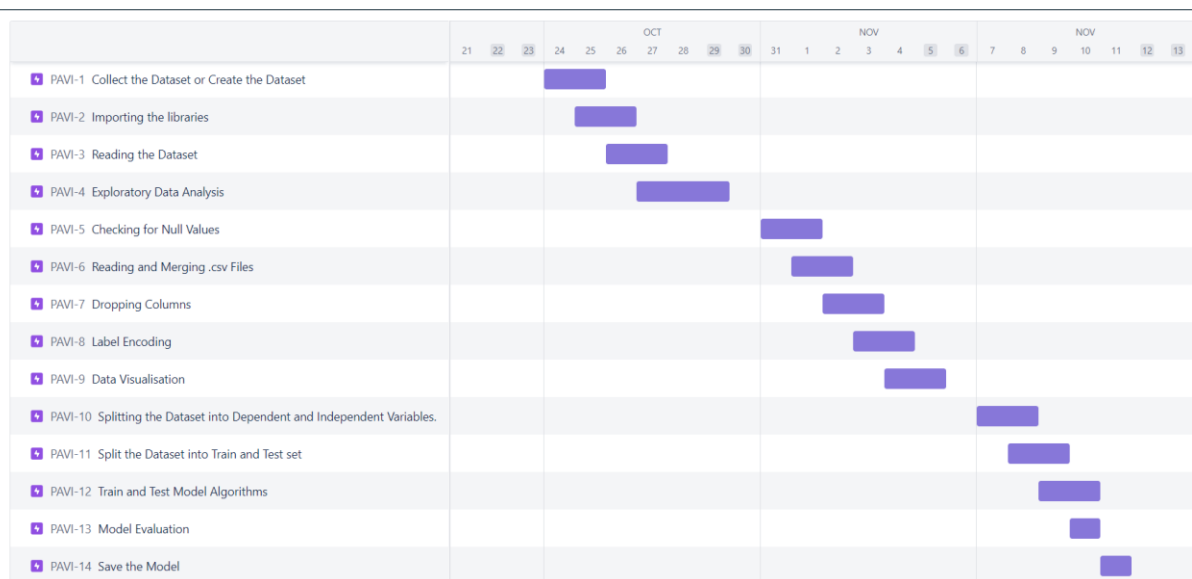 OCT NOV NOV
21 22 23 24 25 26 27 28 29 30 31 1 2 3 4 5 6 7 8 9 10 11 12 13
PAVI-1 Collect the Dataset or Create the Dataset
PAVI-2 Importing the libraries
PAVI-3 Reading the Dataset
PAVI-4 Exploratory Data Analysis
PAVI-5 Checking for Null Values
PAVI-6 Reading and Merging .csv Files
PAVI-7 Dropping Columns
PAVI-8 Label Encoding
PAVI-9 Data Visualisation
PAVI-10 Splitting the Dataset into Dependent and Independent Variables.
PAVI-11 Split the Dataset into Train and Test set
PAVI-12 Train and Test Model Algorithms
PAVI-13 Model Evaluation
PAVI-14 Save the Model